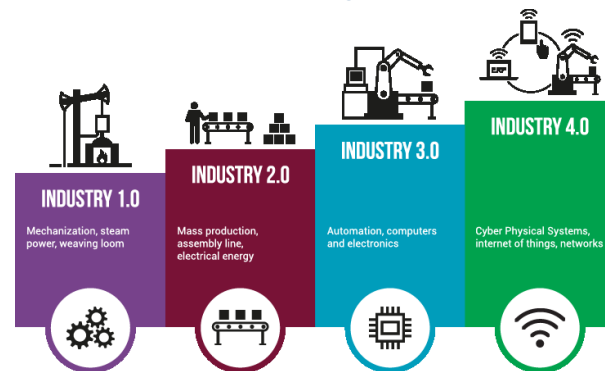 INDUSTRY 1.0
Mechanization, steam
power, weaving loom
INDUSTRY 2.0
Mass production,
assembly line,
electrical energy
INDUSTRY 3.0
Automation, computers
and electronics
ERP
INDUSTRY 4.0
Cyber Physical Systems,
internet of things, networks